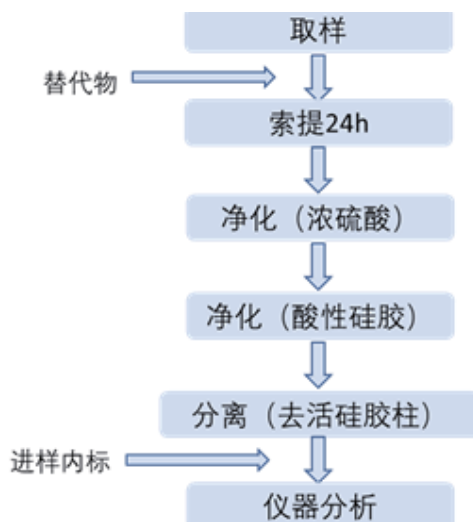 取样
替代物
索提24h
净化（浓硫酸）
净化（酸性硅胶）
分离（去活硅胶柱）
进样内标
仪器分析